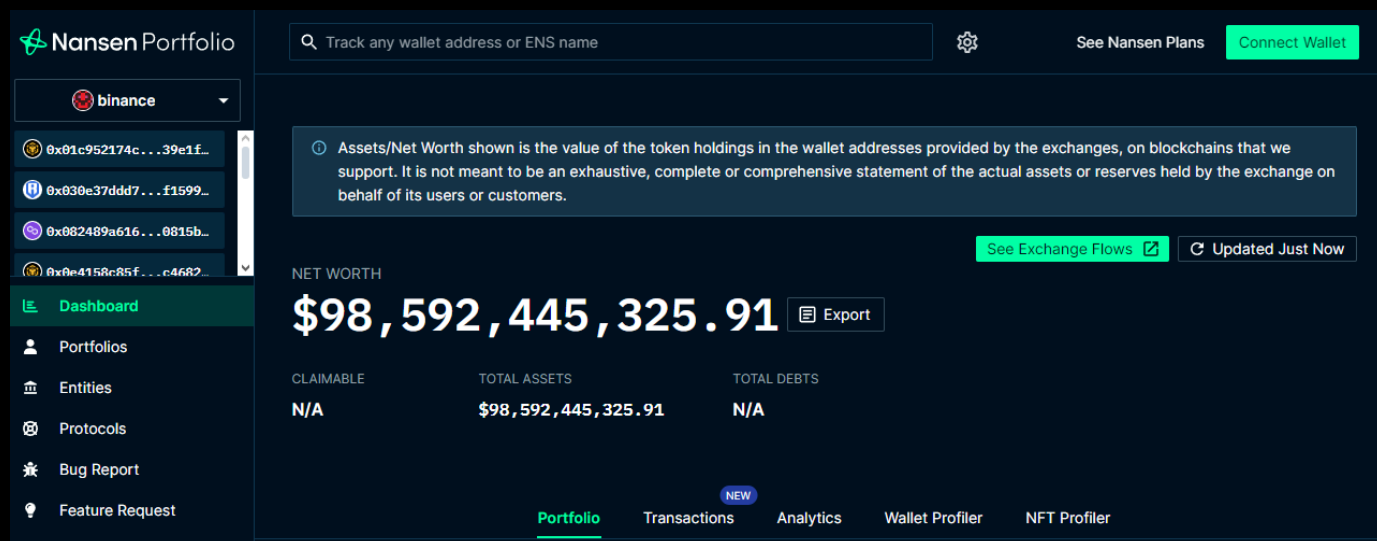 Nansen Portfolio
Track any wallet address or ENS name
See Nansen Plans
Connect Wallet
binance
0x01c952174c...39e1f…
0x030e37ddd7...f1599…
0x082489a616...0815b…
0x0e4158c85f...c4682…
Dashboard
Portfolios
Entities
Protocols
Bug Report
Feature Request
Assets/Net Worth shown is the value of the token holdings in the wallet addresses provided by the exchanges, on blockchains that we
support. It is not meant to be an exhaustive, complete or comprehensive statement of the actual assets or reserves held by the exchange on
behalf of its users or customers.
See Exchange Flows
Updated Just Now
NET WORTH
$98,592,445,325.91
Export
CLAIMABLE
N/A
TOTAL ASSETS
$98,592,445,325.91
TOTAL DEBTS
N/A
NEW
Portfolio
Transactions
Analytics
Wallet Profiler
NFT Profiler